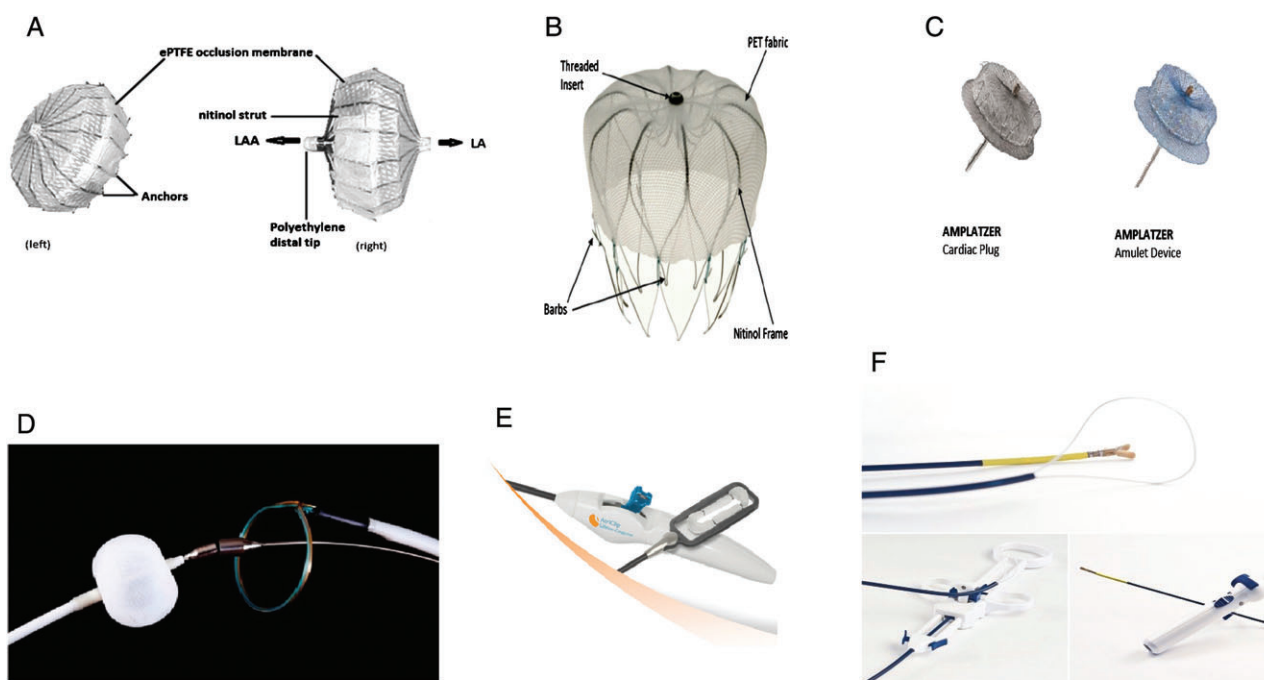 A
ePTFE occlusion membrane
nitinol strut
LAA
LA
Anchors
Polyethylene
distal tip
(left)
(right)
B
PET fabric
Threaded
Insert
Barbs
Nitinol Frame
C
AMPLATZER
Cardiac Plug
AMPLATZER
Amulet Device
D
E
AtriClip
F